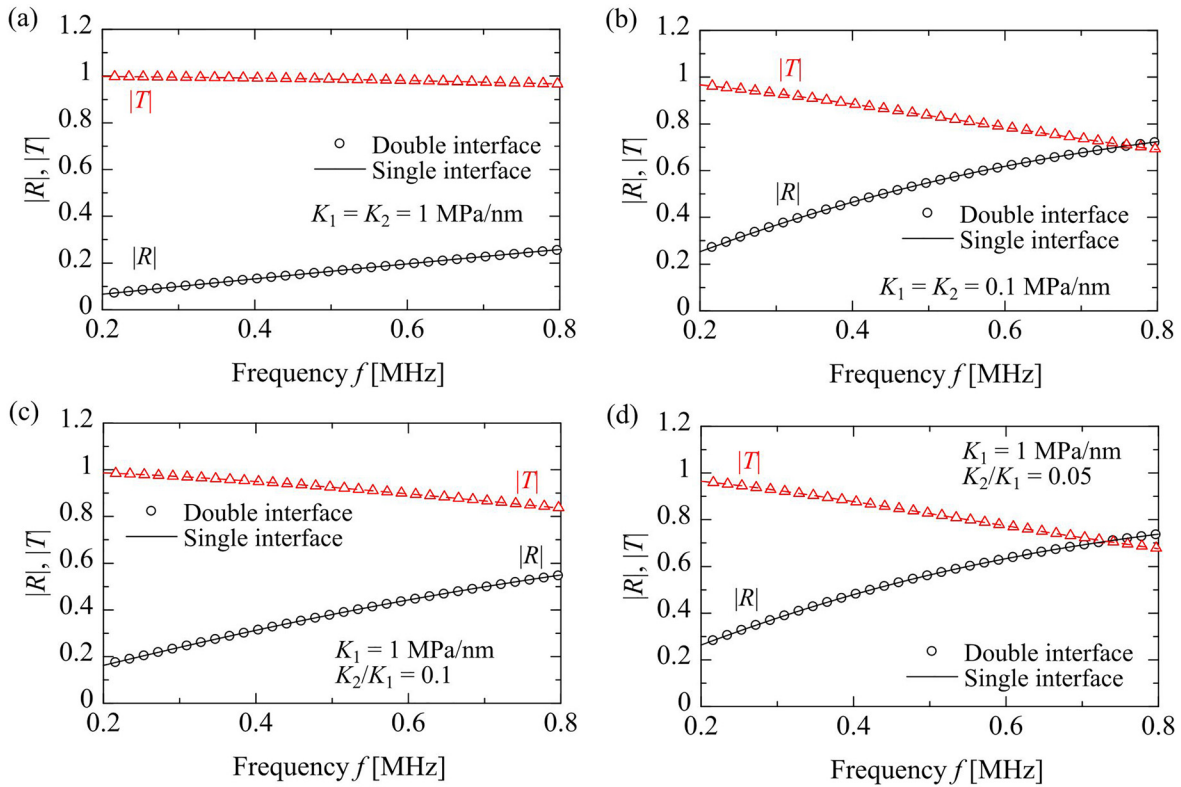 (a)
1.2
1
0.8
0.6
0.4
0.2
0
|R|, |T|
|T|
Double interface
Single interface
K₁ = K₂ = 1 MPa/nm
|R|
0.2 0.4 0.6 0.8
Frequency f [MHz]
(b)
1.2
1
0.8
0.6
0.4
0.2
0
|R|, |T|
|T|
|R|
Double interface
Single interface
K₁ = K₂ = 0.1 MPa/nm
0.2 0.4 0.6 0.8
Frequency f [MHz]
(c)
1.2
1
0.8
0.6
0.4
0.2
0
|R|, |T|
|T|
Double interface
Single interface
|R|
K₁ = 1 MPa/nm
K₂/K₁ = 0.1
0.2 0.4 0.6 0.8
Frequency f [MHz]
(d)
1.2
1
0.8
0.6
0.4
0.2
0
|R|, |T|
K₁ = 1 MPa/nm
K₂/K₁ = 0.05
|T|
|R|
Double interface
Single interface
0.2 0.4 0.6 0.8
Frequency f [MHz]